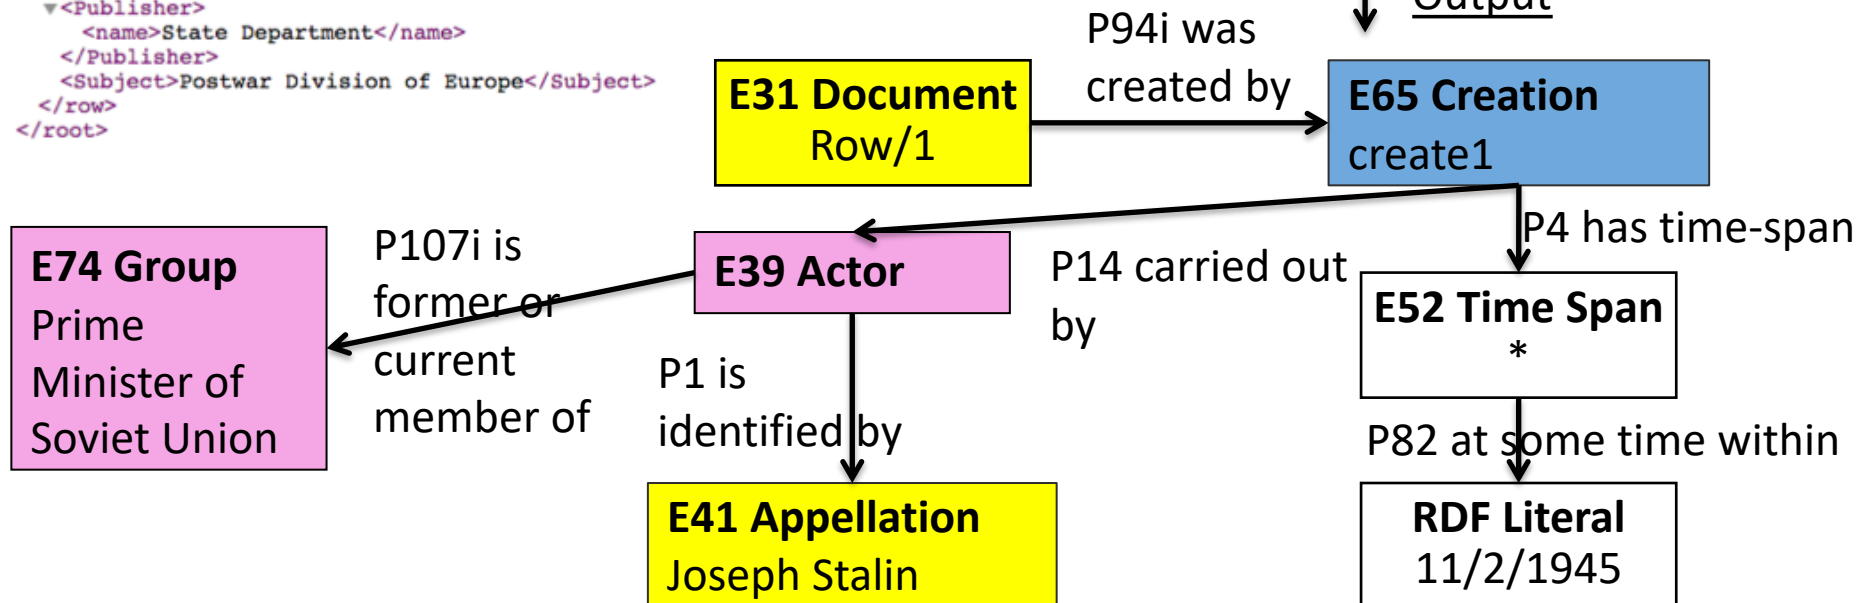 ▼<Publisher>
<name>State Department</name>
</Publisher>
<Subject>Postwar Division of Europe</Subject>
</row>
</root>
Output
P94i was
created by
E31 Document
Row/1
E65 Creation
create1
E74 Group
Prime
Minister of
Soviet Union
P107i is
former or
current
member of
E39 Actor
P14 carried out
by
P4 has time-span
E52 Time Span
*
P1 is
identified by
P82 at some time within
E41 Appellation
Joseph Stalin
RDF Literal
11/2/1945